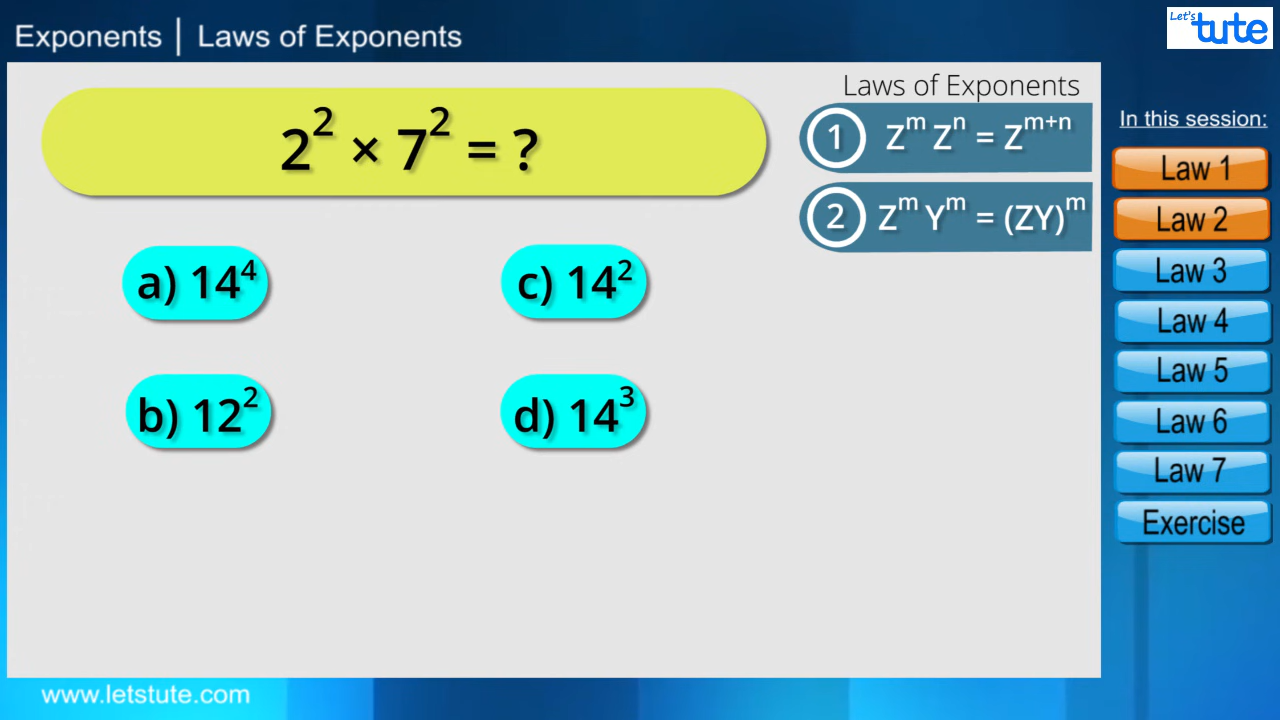 Exponents | Laws of Exponents
Let's tute
2² × 7² = ?
a) 14⁴
c) 14²
b) 12²
d) 14³
Laws of Exponents
1 Zᵐ Zⁿ = Zᵐ⁺ⁿ
2 Zᵐ Yᵐ = (ZY)ᵐ
In this session:
Law 1
Law 2
Law 3
Law 4
Law 5
Law 6
Law 7
Exercise
www.letstute.com